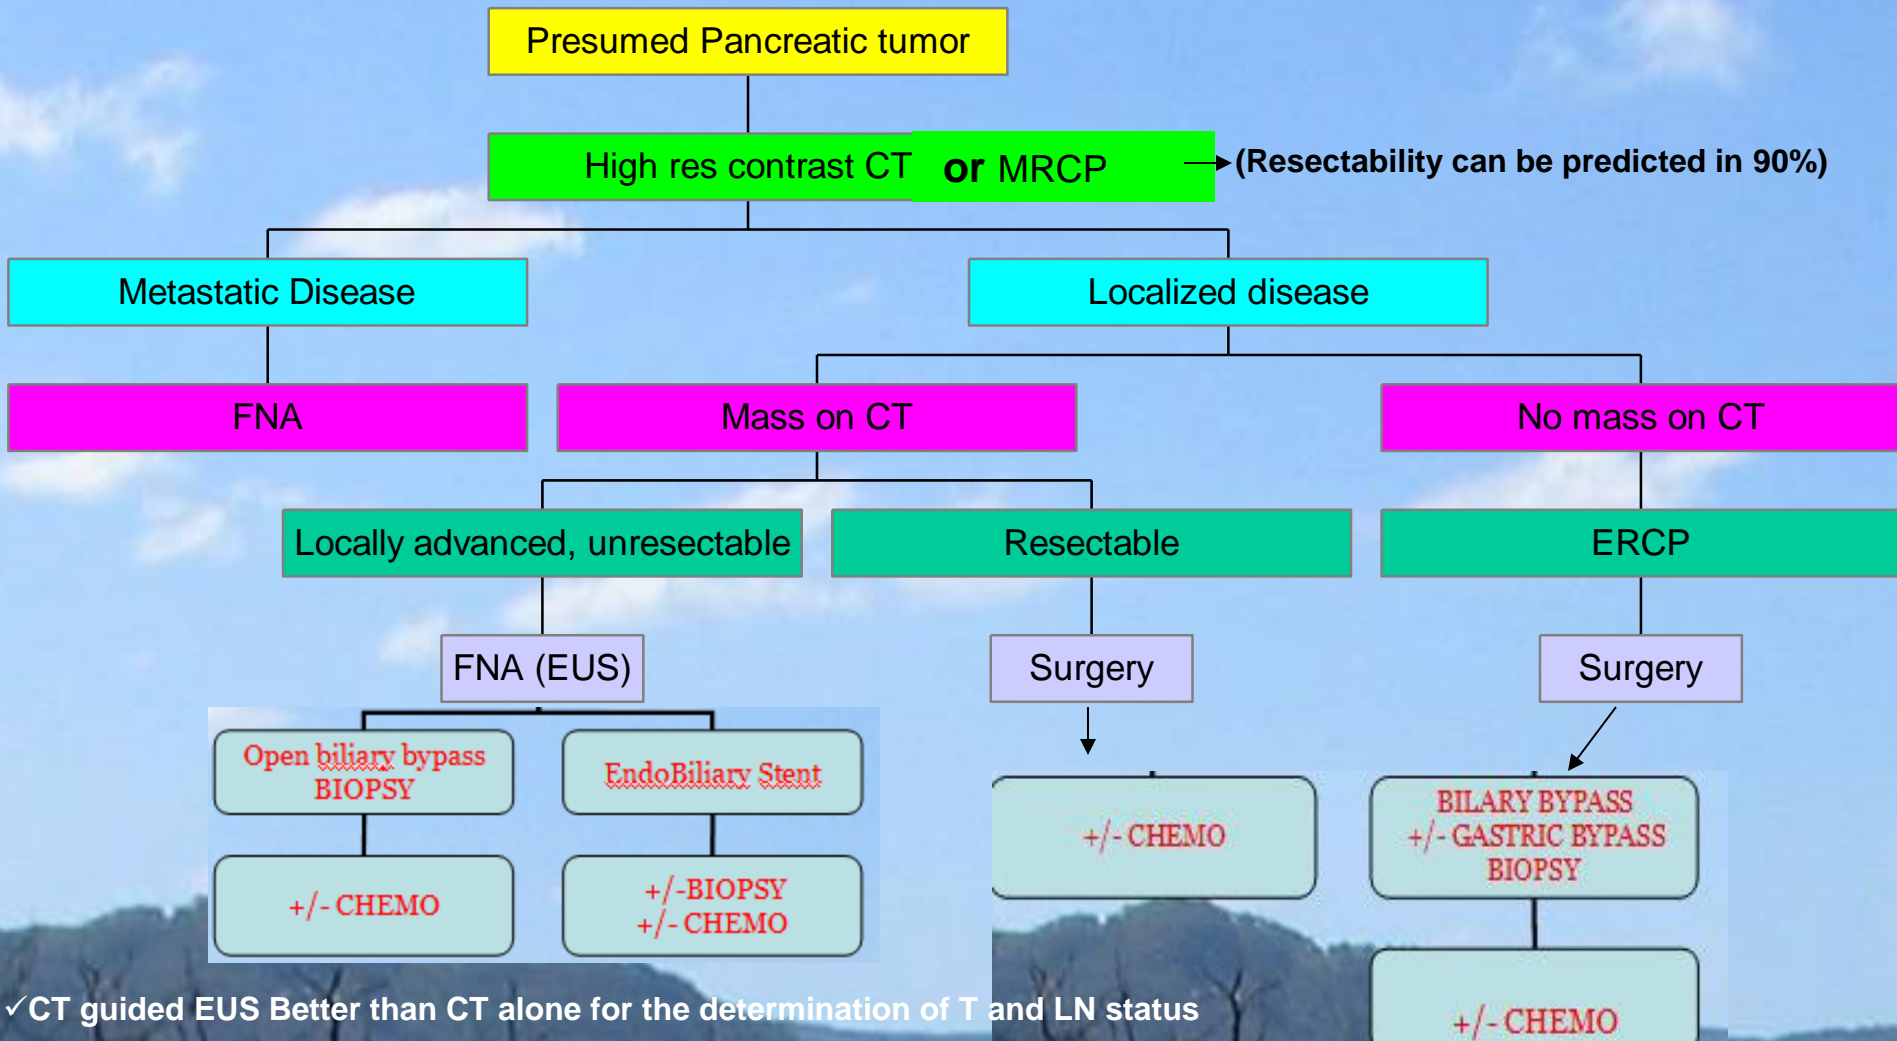 Presumed Pancreatic tumor
High res contrast CT or MRCP
(Resectability can be predicted in 90%)
Metastatic Disease
Localized disease
FNA
Mass on CT
No mass on CT
Locally advanced, unresectable
Resectable
ERCP
FNA (EUS)
Surgery
Surgery
Open biliary bypass
BIOPSY
EndoBiliary Stent
+/- CHEMO
BILARY BYPASS
+/- GASTRIC BYPASS
BIOPSY
+/- CHEMO
+/-BIOPSY
+/- CHEMO
+/- CHEMO
✓CT guided EUS Better than CT alone for the determination of T and LN status